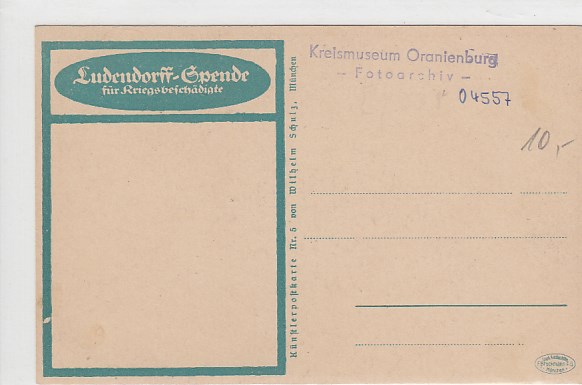 Ludendorff-Spende
für Kriegsbeschädigte
Künstlerpostkarte Nr. 5 von Wilhelm Schulz, München
Kreismuseum Oranienburg
- Fotoarchiv -
04557
10,-